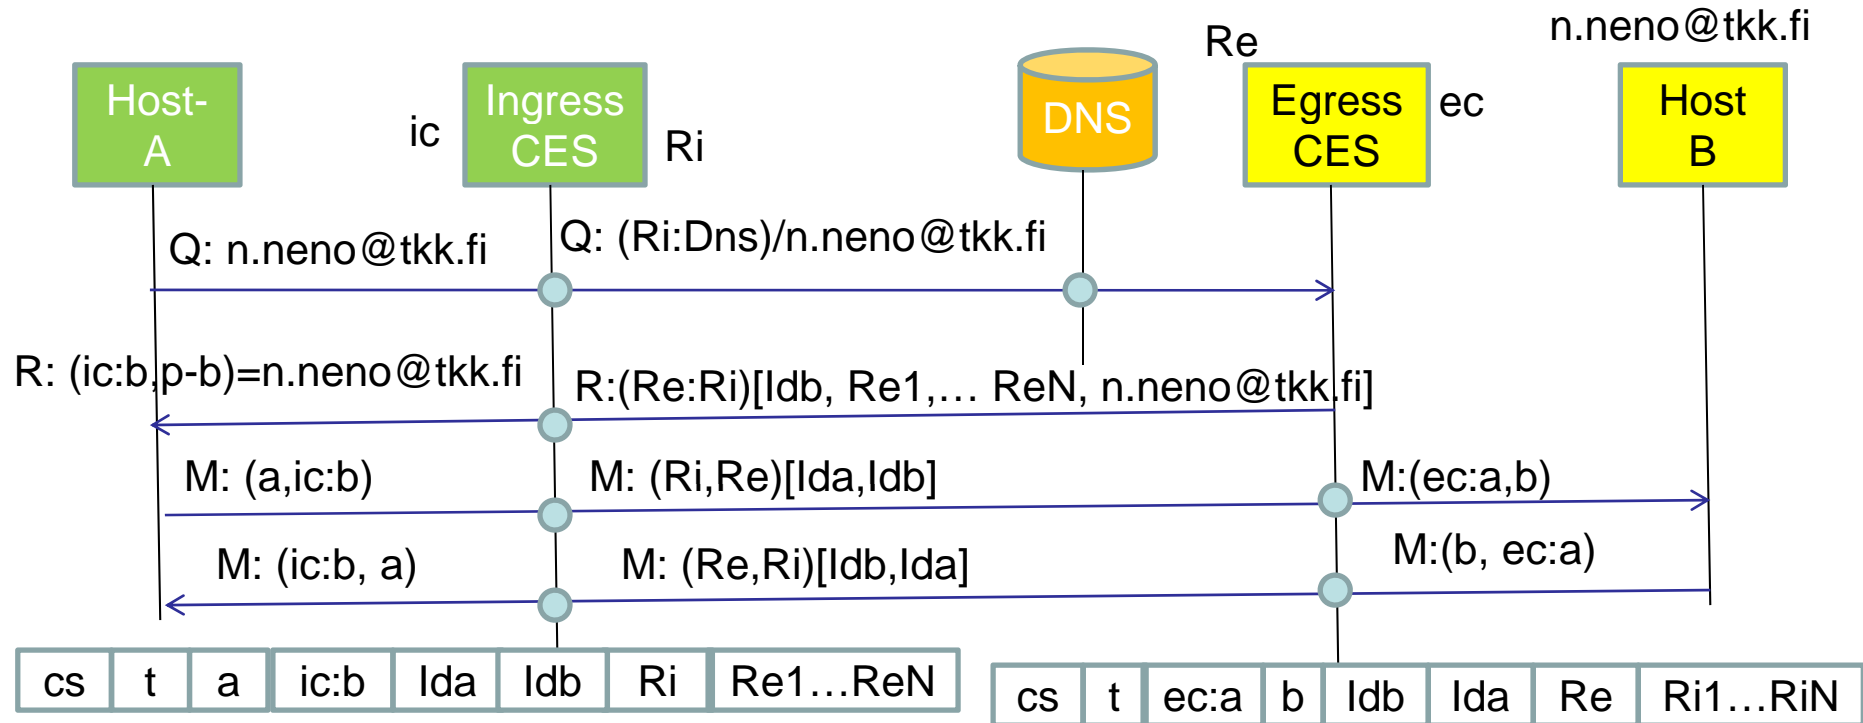 n.neno@tkk.fi
Re
Host-
A
ic
Ingress
CES
Ri
DNS
Egress
CES
ec
Host
B
Q: n.neno@tkk.fi
Q: (Ri:Dns)/n.neno@tkk.fi
R: (ic:b,p-b)=n.neno@tkk.fi
R:(Re:Ri)[Idb, Re1,… ReN, n.neno@tkk.fi]
M: (a,ic:b)
M: (Ri,Re)[Ida,Idb]
M:(ec:a,b)
M: (ic:b, a)
M: (Re,Ri)[Idb,Ida]
M:(b, ec:a)
cs t a ic:b Ida Idb Ri Re1…ReN
cs t ec:a b Idb Ida Re Ri1…RiN